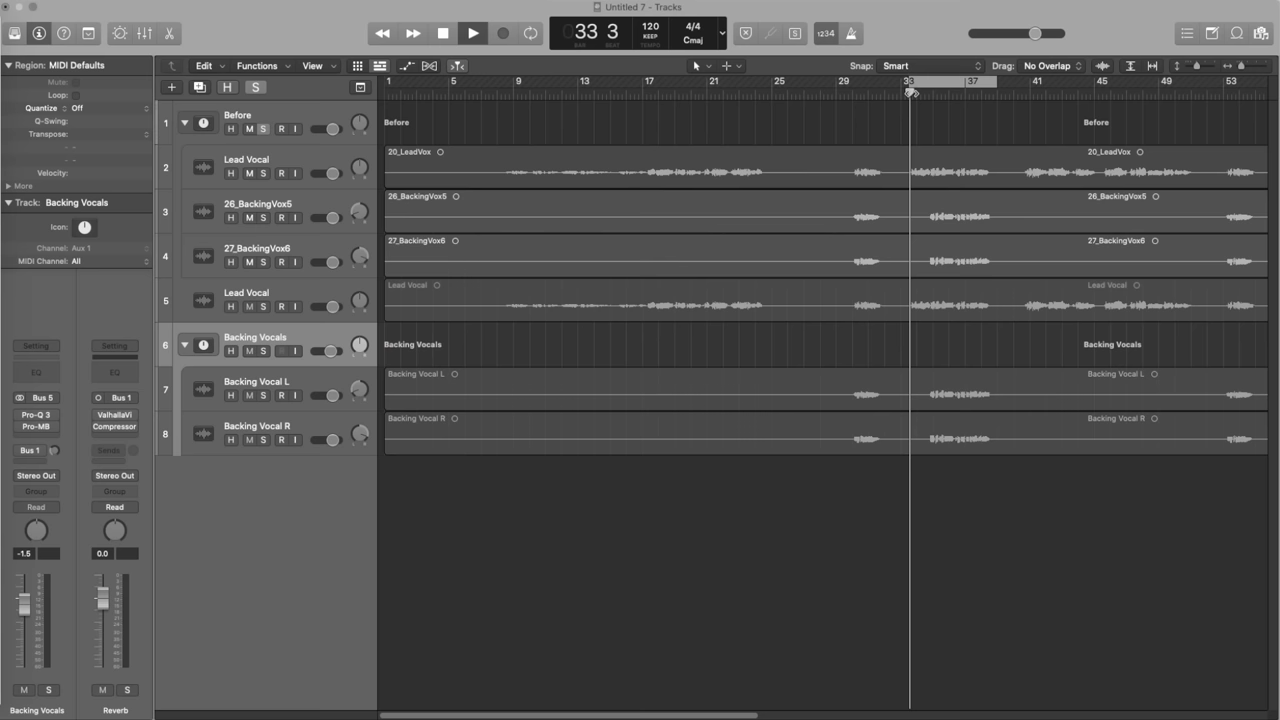 Untitled 7 - Tracks
33 3
BAR BEAT
120
KEEP
TEMPO
4/4
Cmaj
S
1234
Region: MIDI Defaults
Mute:
Loop:
Quantize Off
Q-Swing:
Transpose:
Velocity:
More
Track: Backing Vocals
Icon:
Channel: Aux 1
MIDI Channel: All
Edit Functions View
Snap: Smart Drag: No Overlap
H S
1 5 9 13 17 21 25 29 33 37 41 45 49 53
1 Before
H M S R I
Before Before
2 Lead Vocal
H M S R I
20_LeadVox 20_LeadVox
3 26_BackingVox5
H M S R I
26_BackingVox5 26_BackingVox5
4 27_BackingVox6
H M S R I
27_BackingVox6 27_BackingVox6
5 Lead Vocal
H M S R I
Lead Vocal Lead Vocal
6 Backing Vocals
H M S R I
Backing Vocals Backing Vocals
7 Backing Vocal L
H M S R I
Backing Vocal L Backing Vocal L
8 Backing Vocal R
H M S R I
Backing Vocal R Backing Vocal R
Setting Setting
EQ EQ
Bus 5 Bus 1
Pro-Q 3 ValhallaVi
Pro-MB Compressor
Bus 1 Sends
Stereo Out Stereo Out
Group Group
Read Read
-1.5 0.0
M S M S
Backing Vocals Reverb